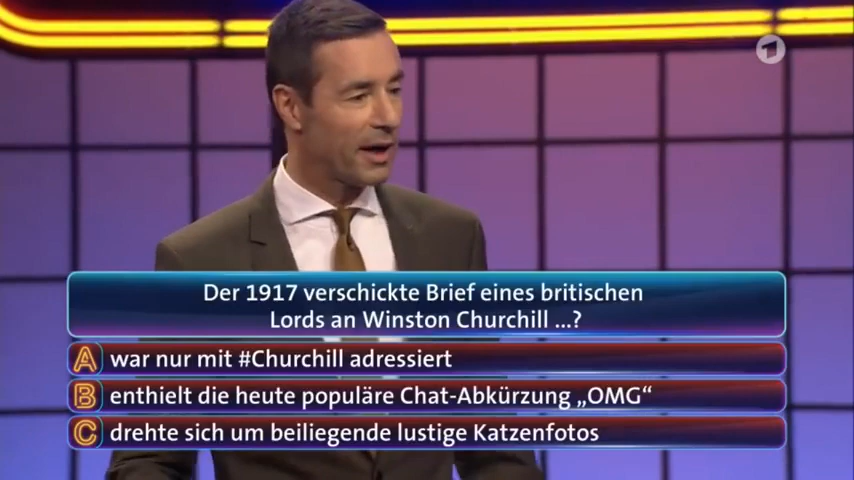 1
Der 1917 verschickte Brief eines britischen
Lords an Winston Churchill ...?
A war nur mit #Churchill adressiert
B enthielt die heute populäre Chat-Abkürzung „OMG“
C drehte sich um beiliegende lustige Katzenfotos